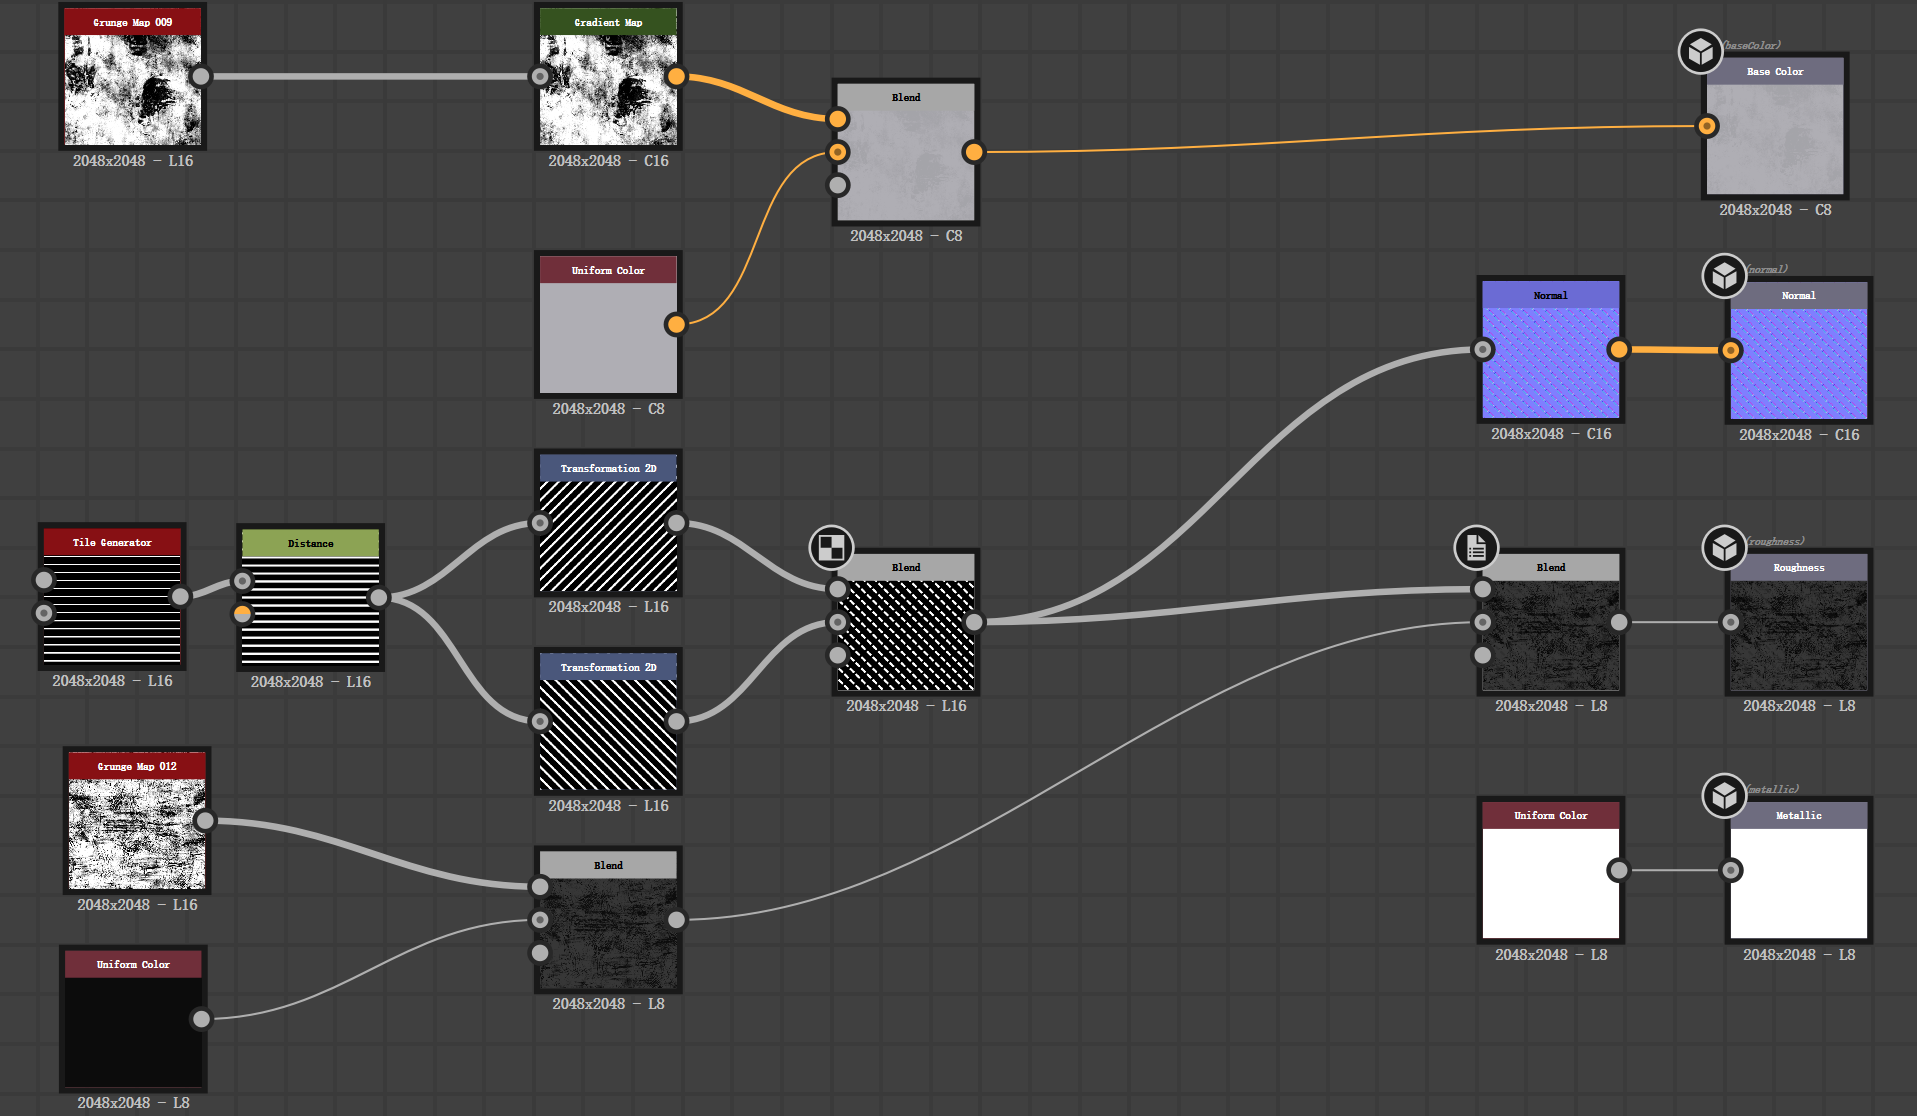 Grunge Map 009
2048x2048 - L16
Gradient Map
2048x2048 - C16
Blend
2048x2048 - C8
(baseColor)
Base Color
2048x2048 - C8
Uniform Color
2048x2048 - C8
Normal
2048x2048 - C16
(normal)
Normal
2048x2048 - C16
Tile Generator
2048x2048 - L16
Distance
2048x2048 - L16
Transformation 2D
2048x2048 - L16
Transformation 2D
2048x2048 - L16
Blend
2048x2048 - L16
Blend
2048x2048 - L8
(roughness)
Roughness
2048x2048 - L8
Grunge Map 012
2048x2048 - L16
Uniform Color
2048x2048 - L8
Blend
2048x2048 - L8
Uniform Color
2048x2048 - L8
(metallic)
Metallic
2048x2048 - L8